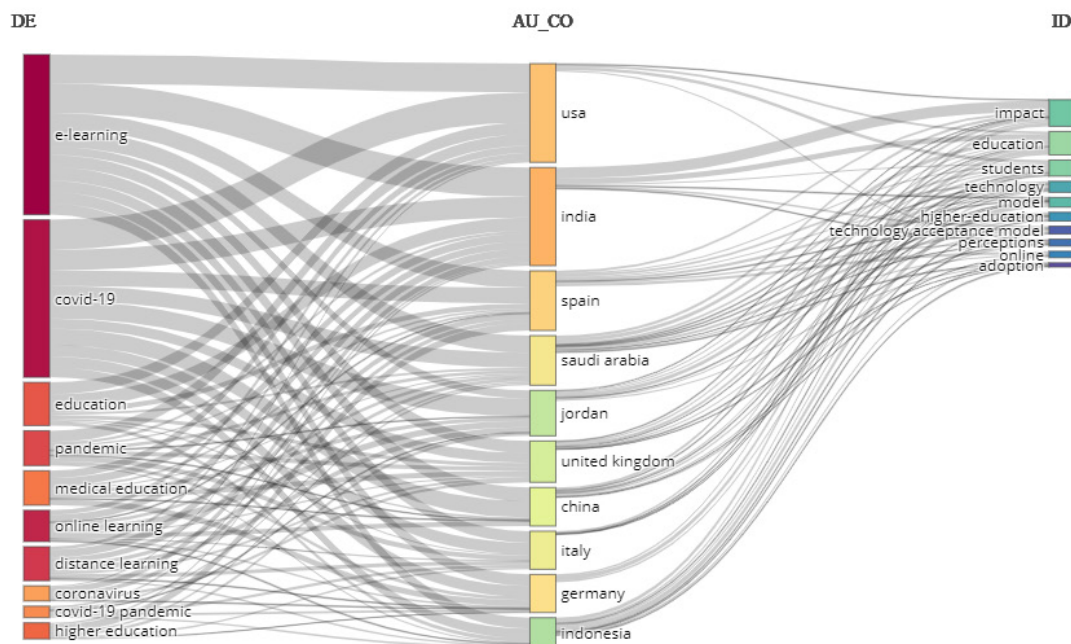 DE
AU_CO
ID
e-learning
covid-19
education
pandemic
medical education
online learning
distance learning
coronavirus
covid-19 pandemic
higher education
usa
india
spain
saudi arabia
jordan
united kingdom
china
italy
germany
indonesia
impact
education
students
technology
model
higher-education
technology acceptance model
perceptions
online
adoption